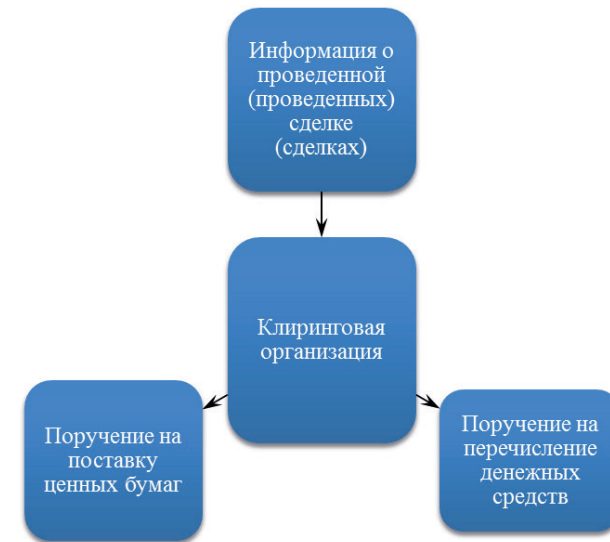 Информация о
проведенной
(проведенных)
сделке
(сделках)
Клиринговая
организация
Поручение на
поставку
ценных бумаг
Поручение на
перечисление
денежных
средств